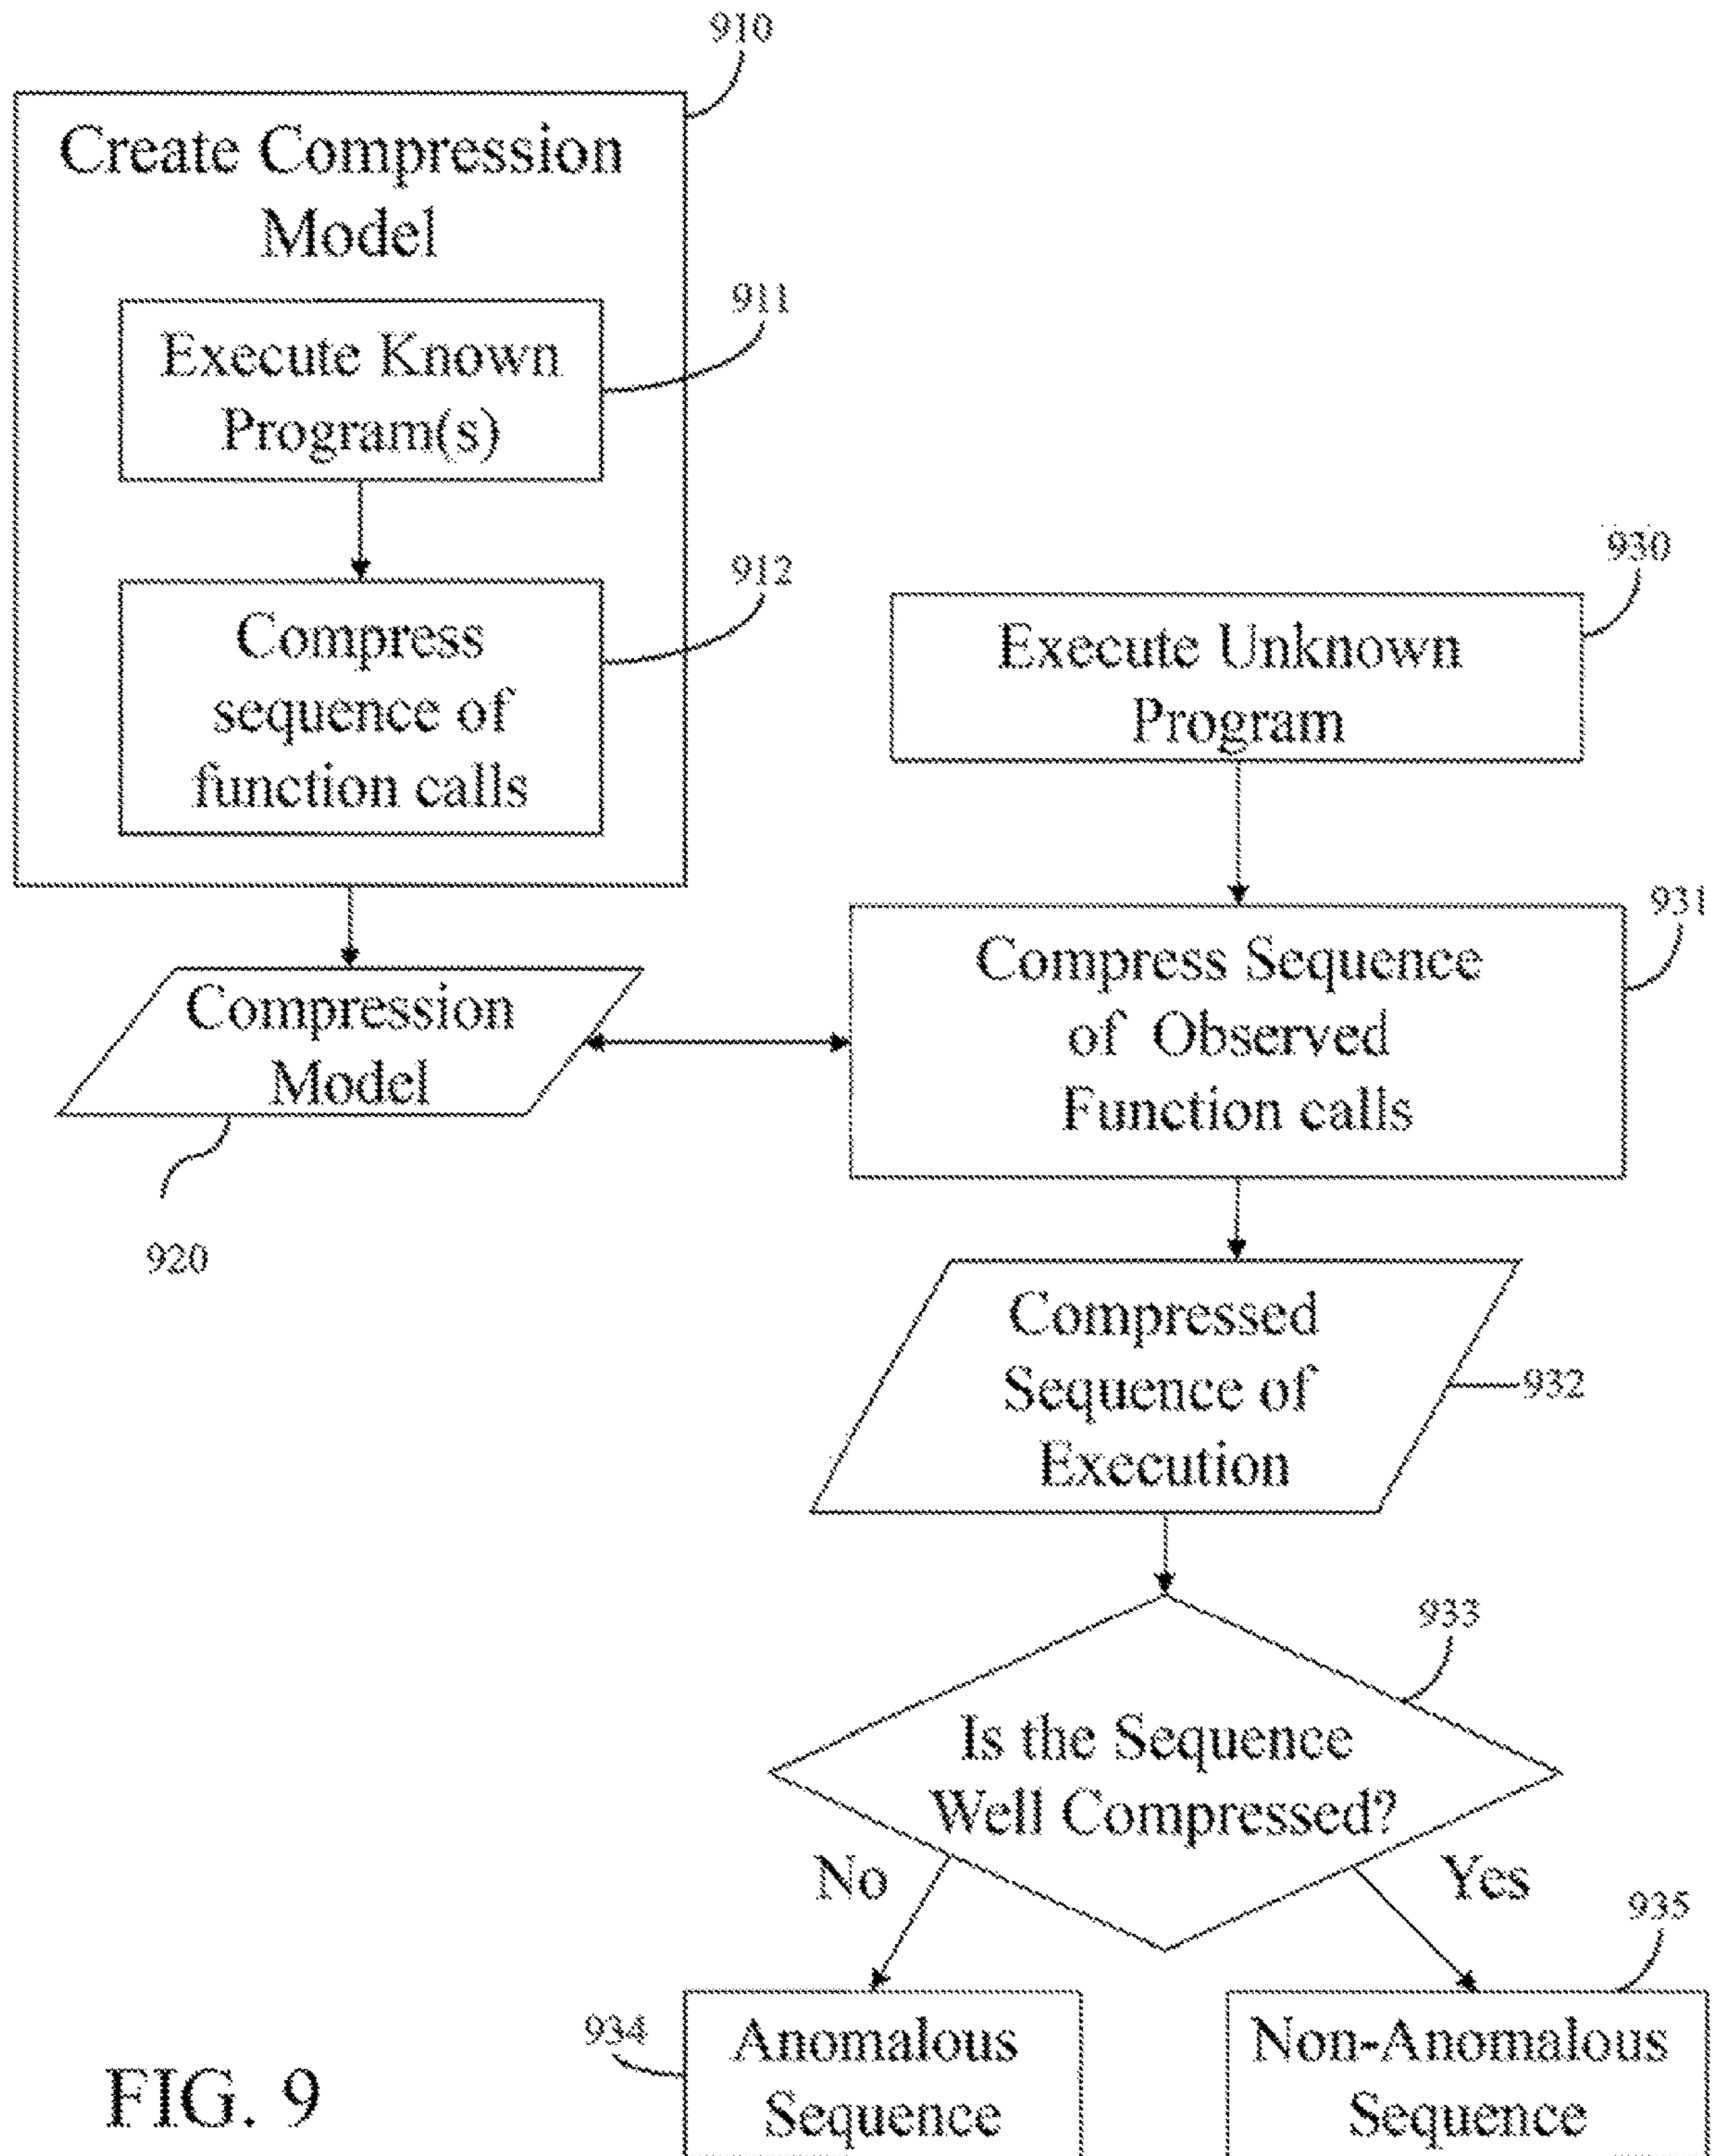 910
Create Compression
Model
911
Execute Known
Program(s)
912
Compress
sequence of
function calls
930
Execute Unknown
Program
931
Compress Sequence
of Observed
Function calls
Compression
Model
920
Compressed
Sequence of
Execution
932
933
Is the Sequence
Well Compressed?
No
Yes
935
934
Anomalous
Sequence
Non-Anomalous
Sequence
FIG. 9